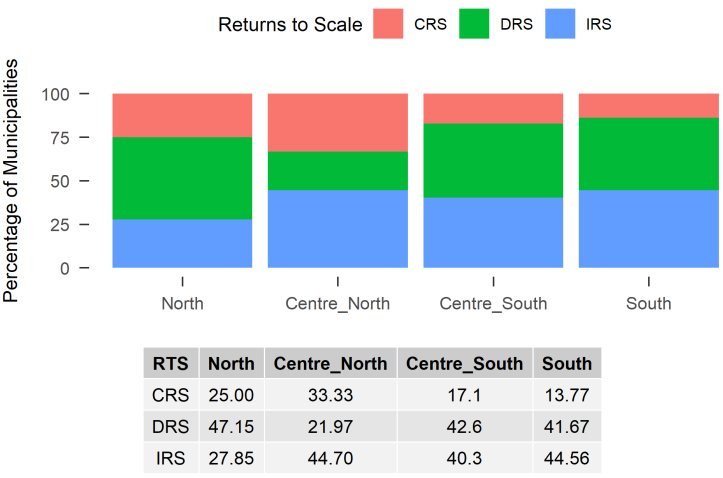 Returns to Scale CRS DRS IRS
Percentage of Municipalities
100
75
50
25
0
North Centre_North Centre_South South
RTS North Centre_North Centre_South South
CRS 25.00 33.33 17.1 13.77
DRS 47.15 21.97 42.6 41.67
IRS 27.85 44.70 40.3 44.56